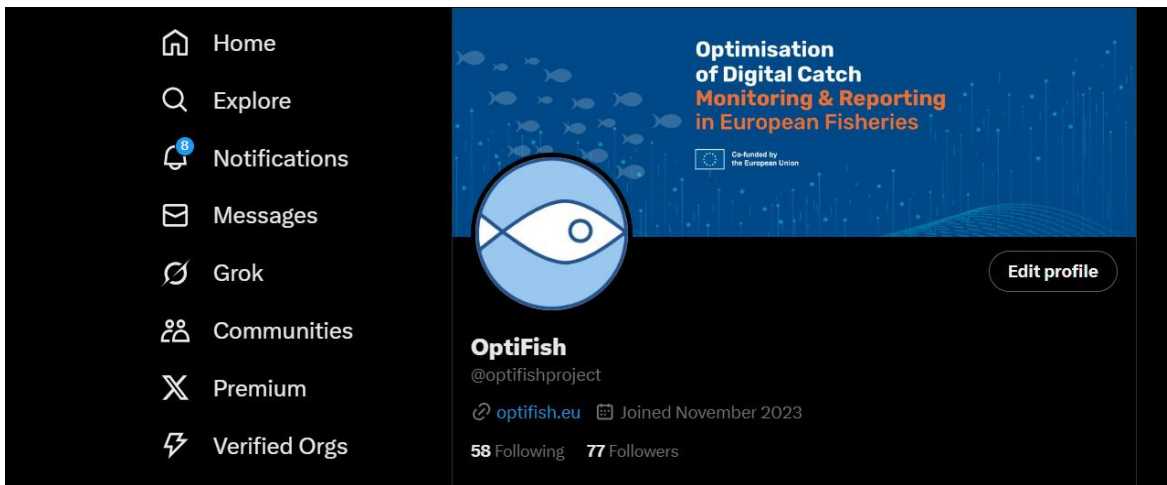 Home
Explore
8
Notifications
Messages
Grok
Communities
Premium
Verified Orgs
Optimisation
of Digital Catch
Monitoring & Reporting
in European Fisheries
Co-funded by
the European Union
Edit profile
OptiFish
@optifishproject
optifish.eu Joined November 2023
58 Following 77 Followers